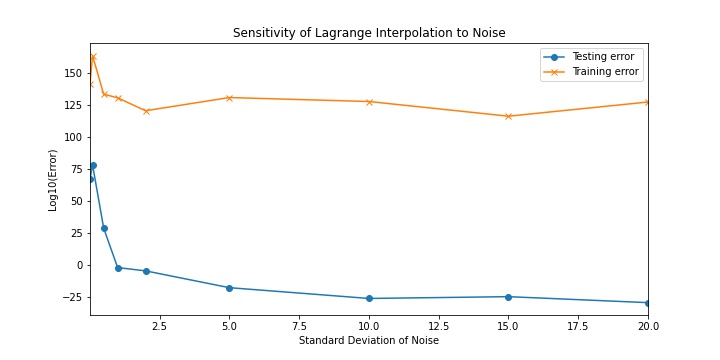 Sensitivity of Lagrange Interpolation to Noise
Testing error
Training error
150
125
100
75
50
25
0
−25
Log10(Error)
2.5 5.0 7.5 10.0 12.5 15.0 17.5 20.0
Standard Deviation of Noise